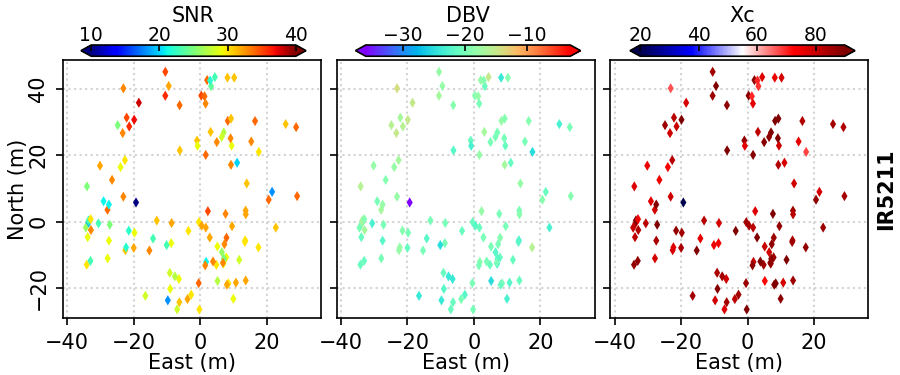 SNR DBV Xc
10 20 30 40 −30 −20 −10 20 40 60 80
40
20
0
−20
North (m)
IR5211
−40 −20 0 20 −40 −20 0 20 −40 −20 0 20
East (m) East (m) East (m)